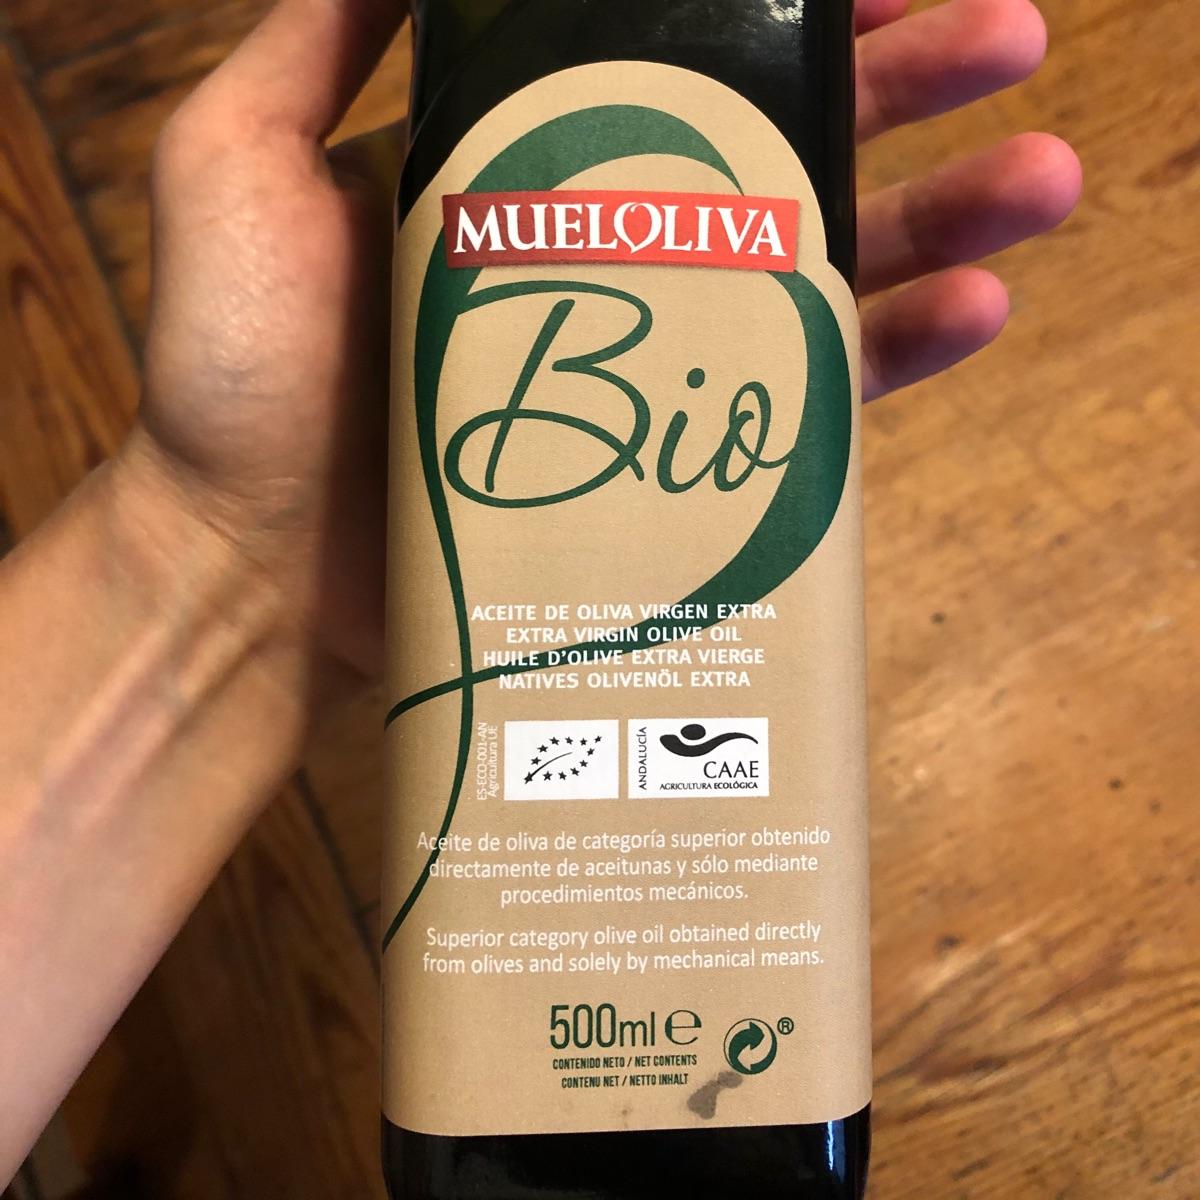 MUELOLIVA
Bio
ACEITE DE OLIVA VIRGEN EXTRA
EXTRA VIRGIN OLIVE OIL
HUILE D'OLIVE EXTRA VIERGE
NATIVES OLIVENÖL EXTRA
ES-ECO-001-AN
Agricultura UE
ANDALUCÍA
CAAE
AGRICULTURA ECOLÓGICA
Aceite de oliva de categoría superior obtenido
directamente de aceitunas y sólo mediante
procedimientos mecánicos.
Superior category olive oil obtained directly
from olives and solely by mechanical means.
500ml e
®
CONTENIDO NETO / NET CONTENTS
CONTENU NET / NETTO INHALT